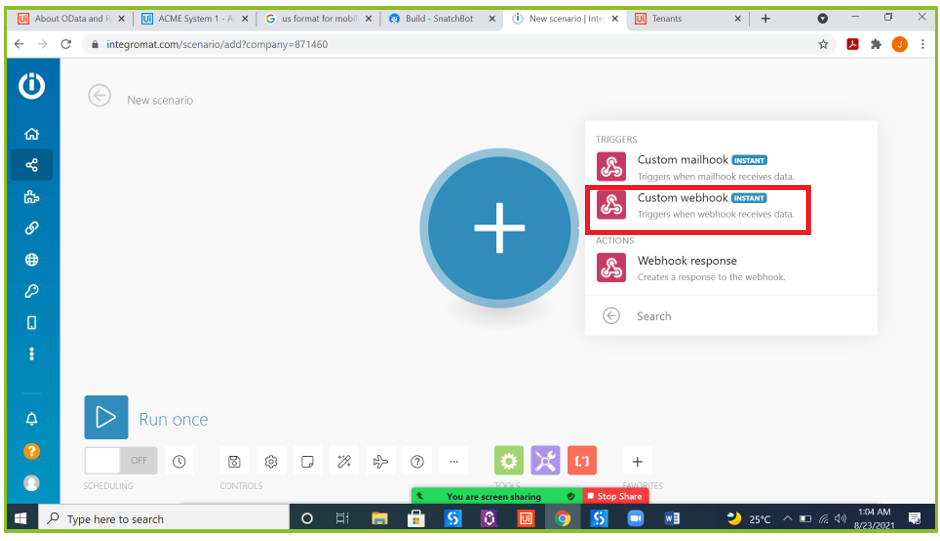 About OData and R
ACME System 1 - A
us format for mobil
Build - SnatchBot
New scenario | Inte
Tenants
integromat.com/scenario/add?company=871460
J
New scenario
TRIGGERS
Custom mailhook INSTANT
Triggers when mailhook receives data.
Custom webhook INSTANT
Triggers when webhook receives data.
ACTIONS
Webhook response
Creates a response to the webhook.
Search
Run once
OFF
SCHEDULING
CONTROLS
TOOLS
FAVORITES
You are screen sharing
Stop Share
Type here to search
25°C
1:04 AM
8/23/2021